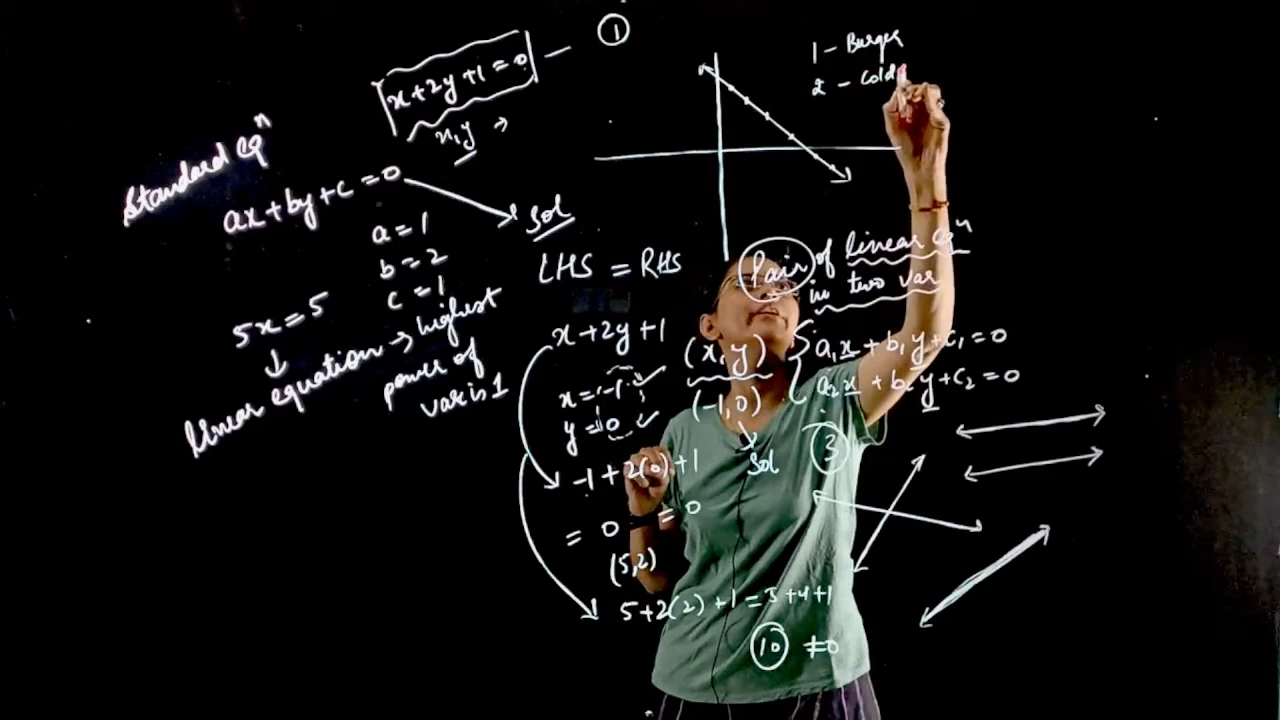 x+2y+1=0 — ①
x,y →
Standard eqⁿ
ax+by+c=0
a=1
b=2
c=1
5x=5
↓
linear equation → highest
power of
var is 1
Sol
LHS = RHS
x+2y+1
x=-1 ✓
y=0 ✓
(x,y)
(-1,0)
Sol
-1+2(0)+1
= 0 = 0
(5,2)
5+2(2)+1=5+4+1
10 ≠0
1 - Burger
2 - Cold
Pair of linear eqⁿ
in two var
a₁x+b₁y+c₁=0
a₂x+b₂y+c₂=0
3